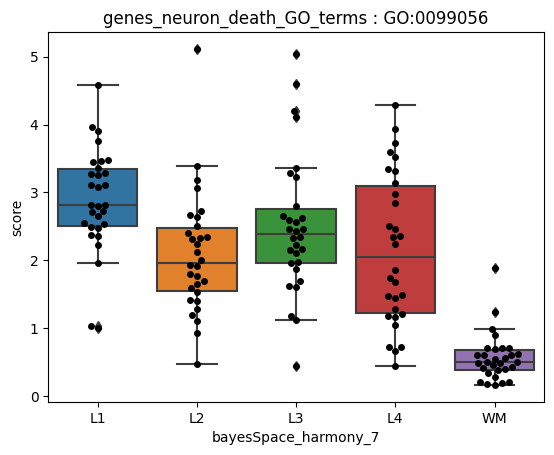 genes_neuron_death_GO_terms : GO:0099056
score
5
4
3
2
1
0
L1 L2 L3 L4 WM
bayesSpace_harmony_7